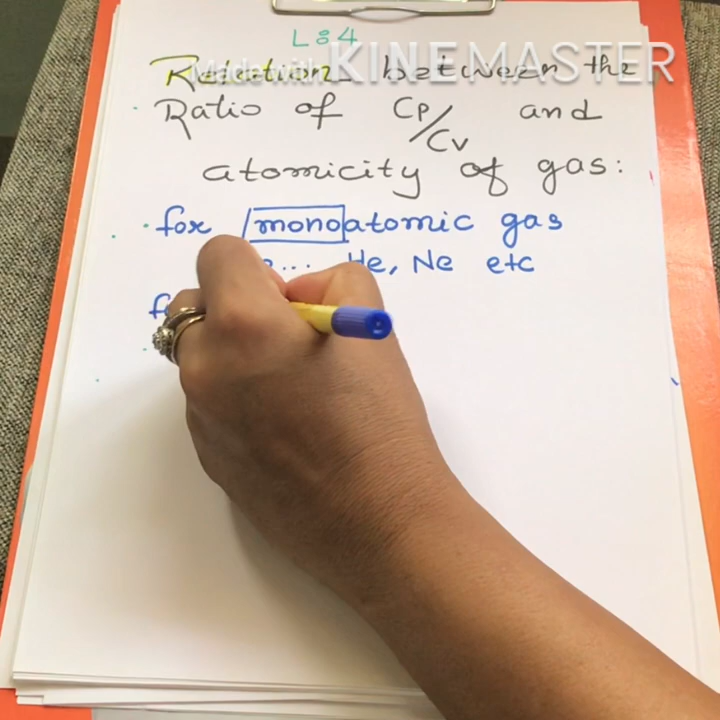 L:4
Made with KINEMASTER
Relation between the
Ratio of Cp/Cv and
atomicity of gas:
for monoatomic gas
... He, Ne etc